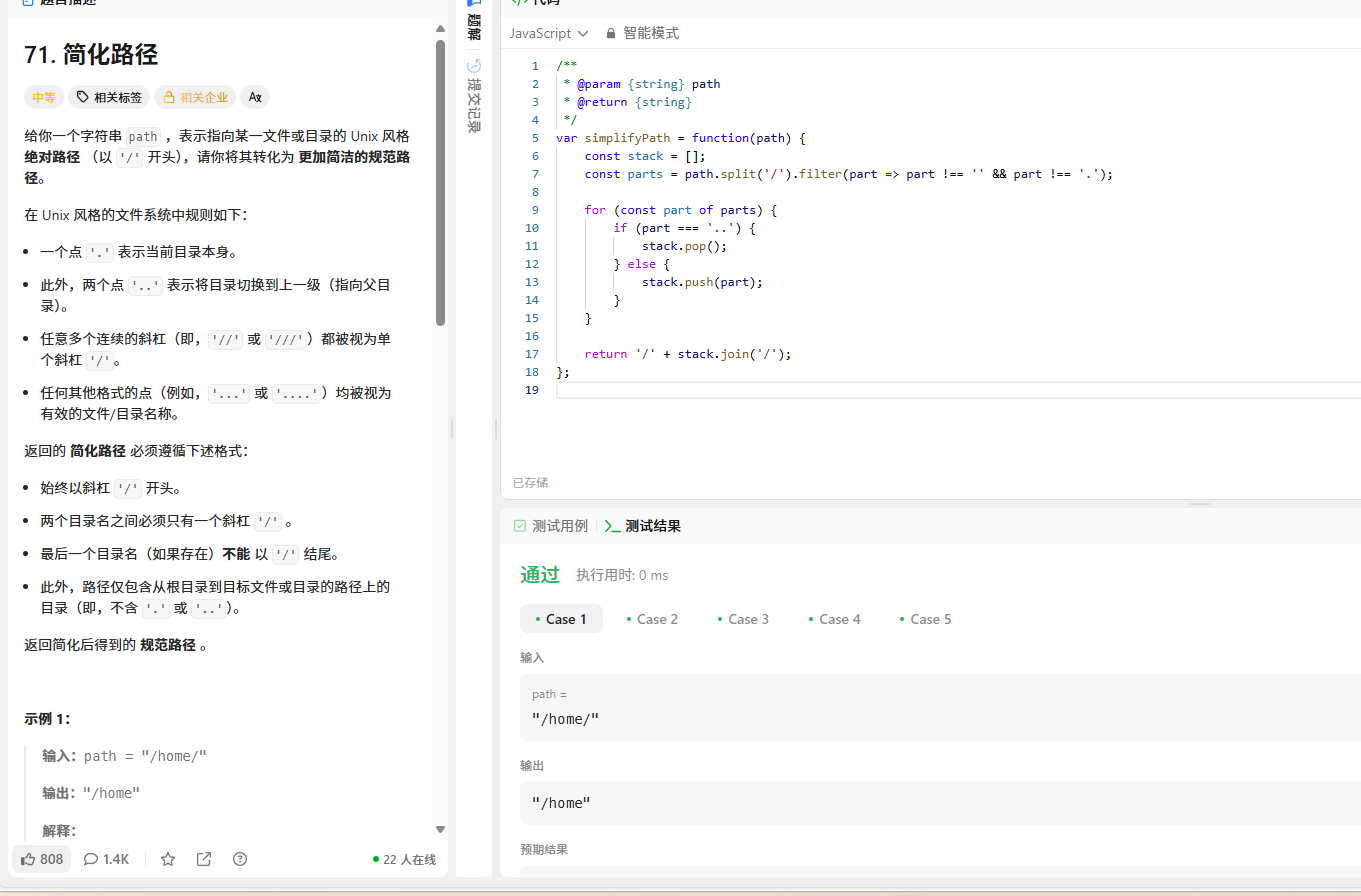 71. 简化路径
中等 相关标签 相关企业
给你一个字符串 path ，表示指向某一文件或目录的 Unix 风格
绝对路径 （以 '/' 开头），请你将其转化为 更加简洁的规范路
径。
在 Unix 风格的文件系统中规则如下：
一个点 '.' 表示当前目录本身。
此外，两个点 '..' 表示将目录切换到上一级（指向父目
录）。
任意多个连续的斜杠（即，'//' 或 '///'）都被视为单
个斜杠 '/'。
任何其他格式的点（例如，'...' 或 '....'）均被视为
有效的文件/目录名称。
返回的 简化路径 必须遵循下述格式：
始终以斜杠 '/' 开头。
两个目录名之间必须只有一个斜杠 '/' 。
最后一个目录名（如果存在）不能 以 '/' 结尾。
此外，路径仅包含从根目录到目标文件或目录的路径上的
目录（即，不含 '.' 或 '..'）。
返回简化后得到的 规范路径 。
示例 1：
输入：path = "/home/"
输出："/home"
解释：
808 1.4K 22 人在线
题解
提交记录
代码
JavaScript 智能模式
1 /**
2 * @param {string} path
3 * @return {string}
4 */
5 var simplifyPath = function(path) {
6 const stack = [];
7 const parts = path.split('/').filter(part => part !== '' && part !== '.');
8
9 for (const part of parts) {
10 if (part === '..') {
11 stack.pop();
12 } else {
13 stack.push(part);
14 }
15 }
16
17 return '/' + stack.join('/');
18 };
19
已存储
测试用例 测试结果
通过 执行用时: 0 ms
Case 1 Case 2 Case 3 Case 4 Case 5
输入
path =
"/home/"
输出
"/home"
预期结果